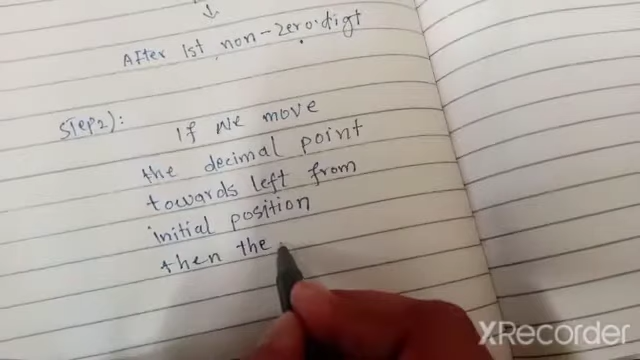 After 1st non-zero digt
Step2):
If we move
the decimal point
towards left from
initial position
then the
XRecorder